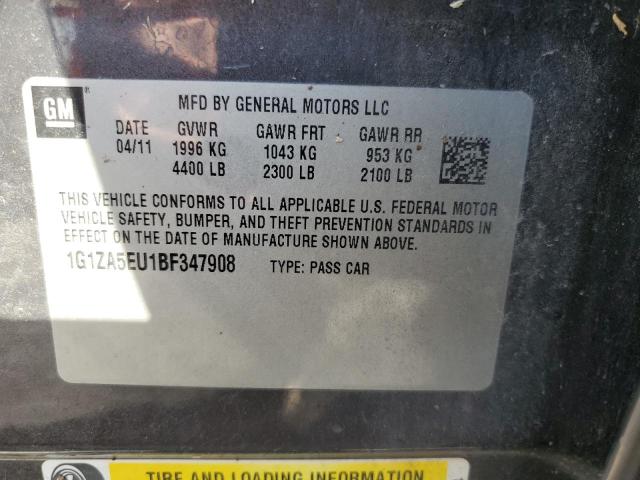 GM®
MFD BY GENERAL MOTORS LLC
DATE GVWR GAWR FRT GAWR RR
04/11 1996 KG 1043 KG 953 KG
4400 LB 2300 LB 2100 LB
THIS VEHICLE CONFORMS TO ALL APPLICABLE U.S. FEDERAL MOTOR
VEHICLE SAFETY, BUMPER, AND THEFT PREVENTION STANDARDS IN
EFFECT ON THE DATE OF MANUFACTURE SHOWN ABOVE.
1G1ZA5EU1BF347908 TYPE: PASS CAR
TIRE AND LOADING INFORMATION